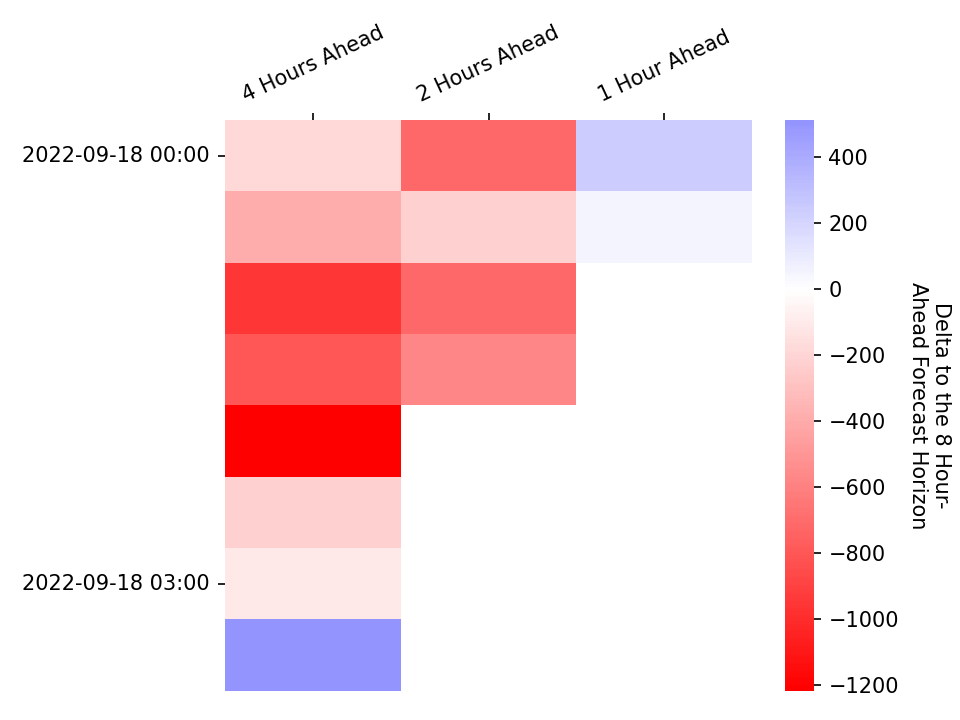 4 Hours Ahead
2 Hours Ahead
1 Hour Ahead
2022-09-18 00:00
2022-09-18 03:00
400
200
0
−200
−400
−600
−800
−1000
−1200
Delta to the 8 Hour-
Ahead Forecast Horizon